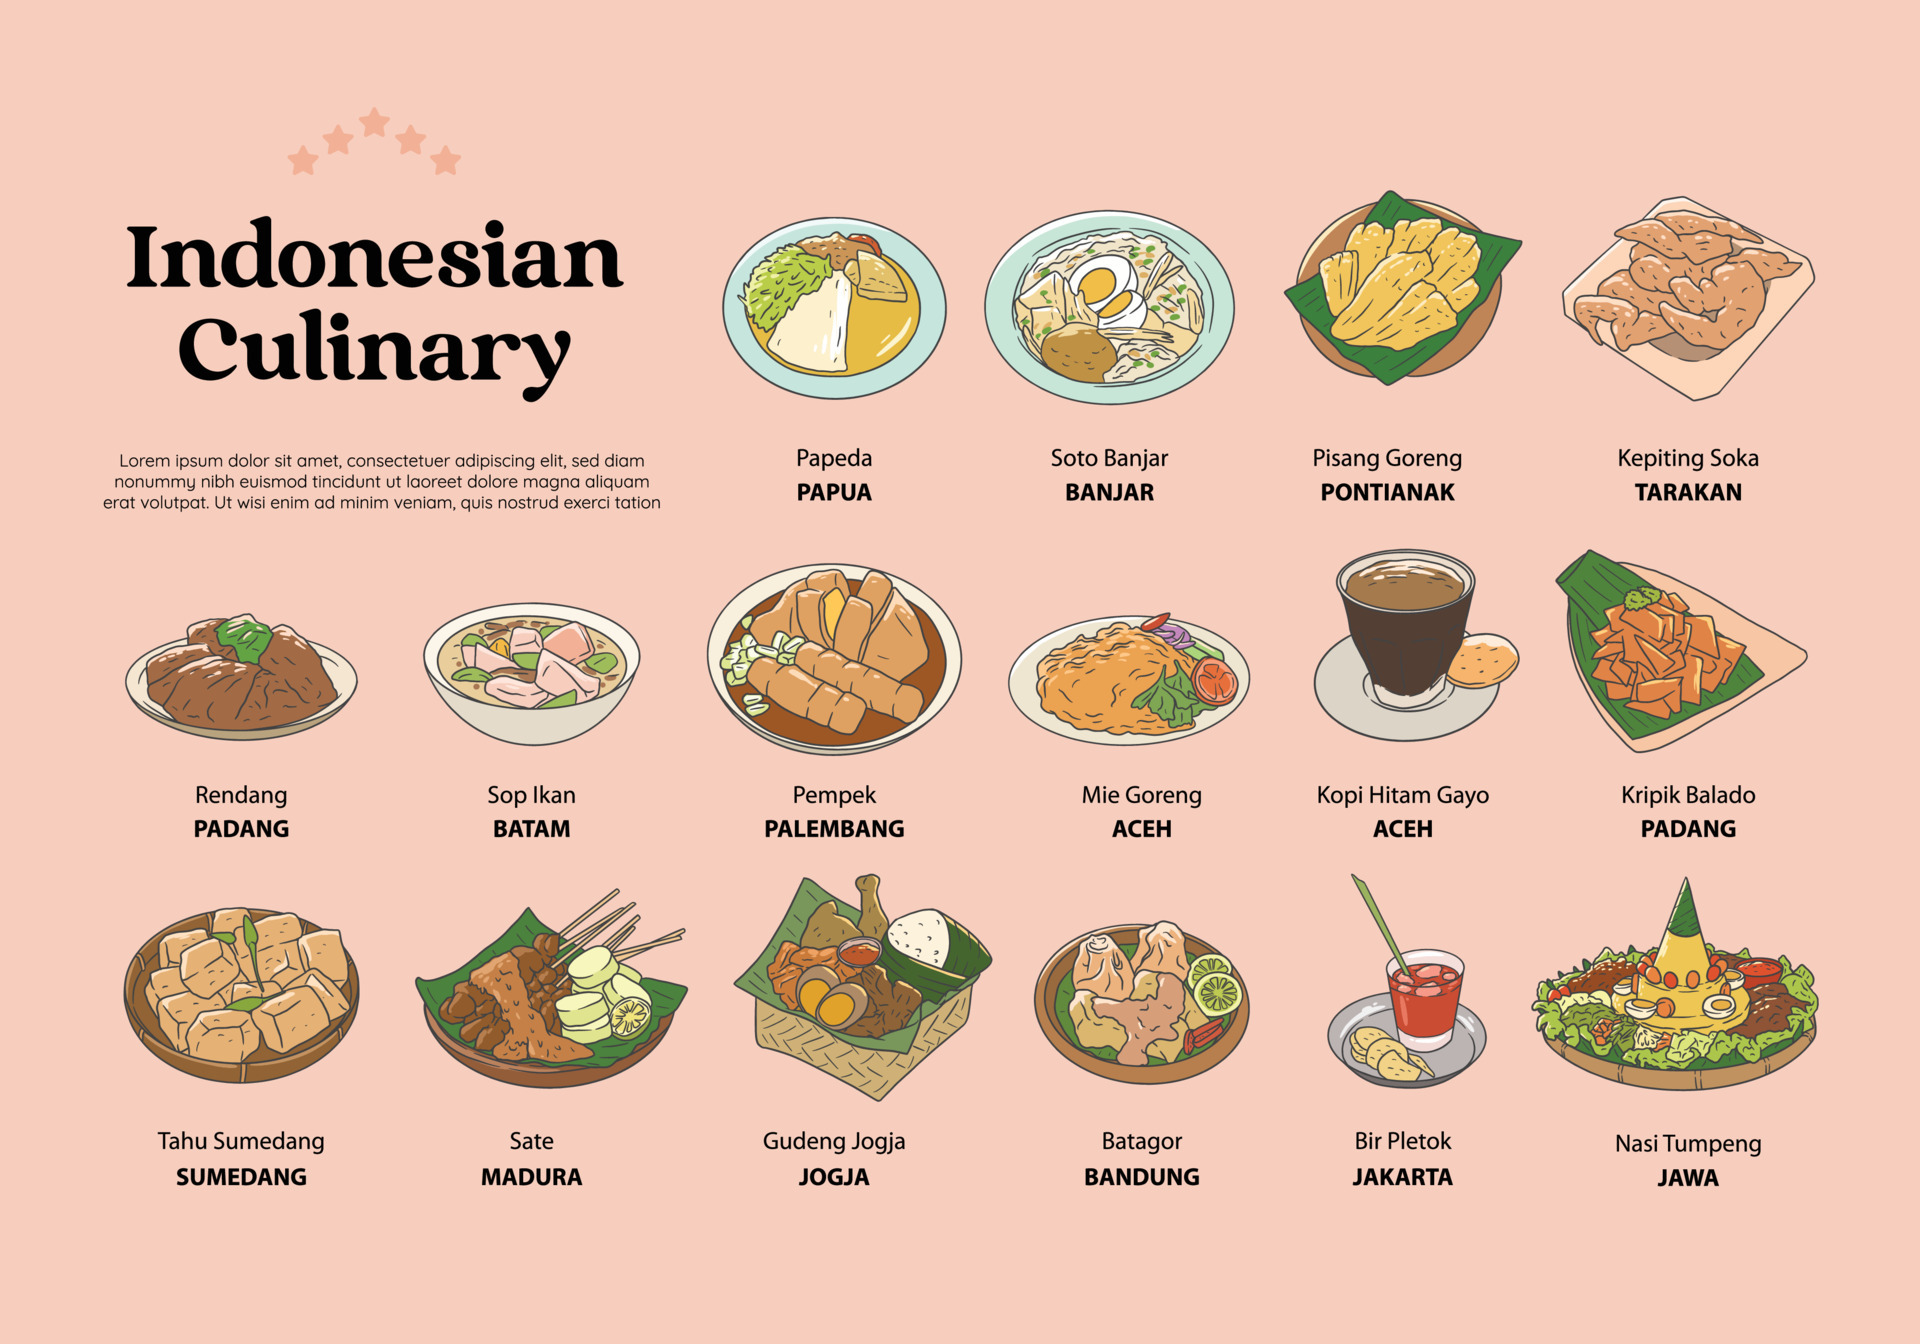 Indonesian
Culinary
Lorem ipsum dolor sit amet, consectetuer adipiscing elit, sed diam
nonummy nibh euismod tincidunt ut laoreet dolore magna aliquam
erat volutpat. Ut wisi enim ad minim veniam, quis nostrud exerci tation
Papeda
PAPUA
Soto Banjar
BANJAR
Pisang Goreng
PONTIANAK
Kepiting Soka
TARAKAN
Rendang
PADANG
Sop Ikan
BATAM
Pempek
PALEMBANG
Mie Goreng
ACEH
Kopi Hitam Gayo
ACEH
Kripik Balado
PADANG
Tahu Sumedang
SUMEDANG
Sate
MADURA
Gudeng Jogja
JOGJA
Batagor
BANDUNG
Bir Pletok
JAKARTA
Nasi Tumpeng
JAWA